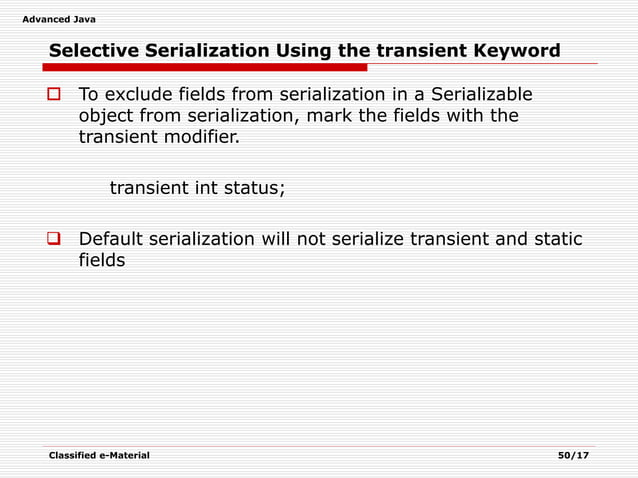 Advanced Java
Selective Serialization Using the transient Keyword
To exclude fields from serialization in a Serializable
object from serialization, mark the fields with the
transient modifier.
transient int status;
Default serialization will not serialize transient and static
fields
Classified e-Material
50/17